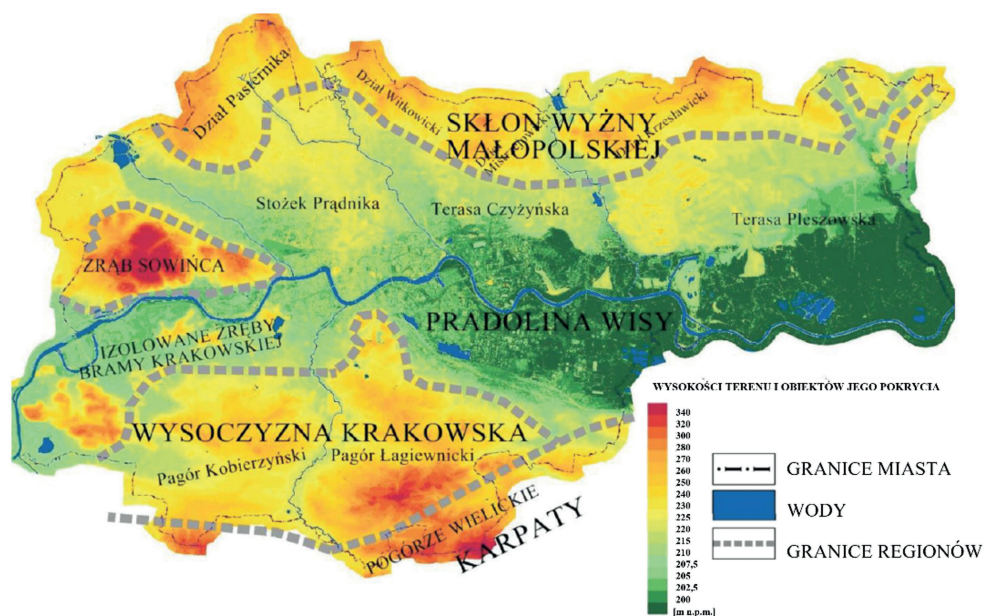 Dział Pasternika
Dział Witkowicki
SKŁON WYŻNY
MAŁOPOLSKIEJ
Dział Krzesławicki
Stożek Prądnika
Terasa Czyżyńska
Terasa Pleszowska
ZRĄB SOWIŃCA
PRADOLINA WISY
IZOLOWANE ZRĘBY
BRAMY KRAKOWSKIEJ
WYSOCZYZNA KRAKOWSKA
Pagór Kobierzyński
Pagór Łagiewnicki
POGÓRZE WIELICKIE
KARPATY
WYSOKOŚCI TERENU I OBIEKTÓW JEGO POKRYCIA
340
320
300
280
260
250
240
230
225
220
215
210
207,5
205
202,5
200
[m n.p.m.]
GRANICE MIASTA
WODY
GRANICE REGIONÓW